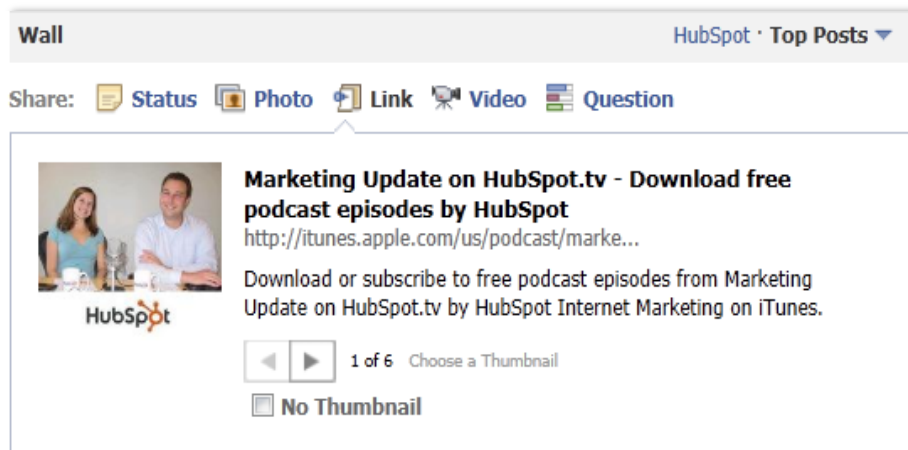 Wall
HubSpot · Top Posts
Share: Status Photo Link Video Question
Marketing Update on HubSpot.tv - Download free
podcast episodes by HubSpot
http://itunes.apple.com/us/podcast/marke...
Download or subscribe to free podcast episodes from Marketing
Update on HubSpot.tv by HubSpot Internet Marketing on iTunes.
HubSpot
1 of 6 Choose a Thumbnail
No Thumbnail